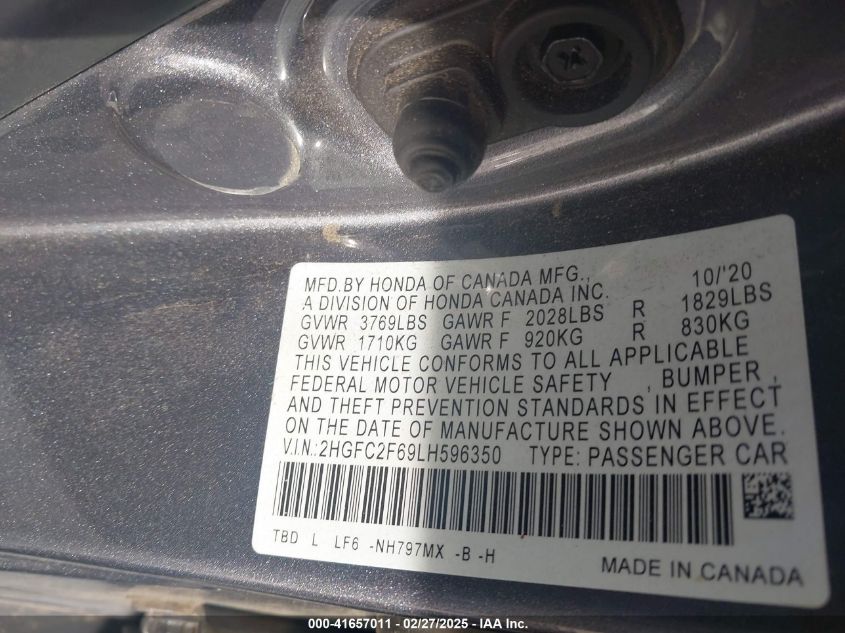 MFD.BY HONDA OF CANADA MFG., 10/'20
A DIVISION OF HONDA CANADA INC.
GVWR 3769LBS GAWR F 2028LBS R 1829LBS
GVWR 1710KG GAWR F 920KG R 830KG
THIS VEHICLE CONFORMS TO ALL APPLICABLE
FEDERAL MOTOR VEHICLE SAFETY , BUMPER ,
AND THEFT PREVENTION STANDARDS IN EFFECT
ON THE DATE OF MANUFACTURE SHOWN ABOVE.
V.I.N.:2HGFC2F69LH596350 TYPE: PASSENGER CAR
TBD L LF6 -NH797MX -B -H
MADE IN CANADA
000-41657011 - 02/27/2025 - IAA Inc.